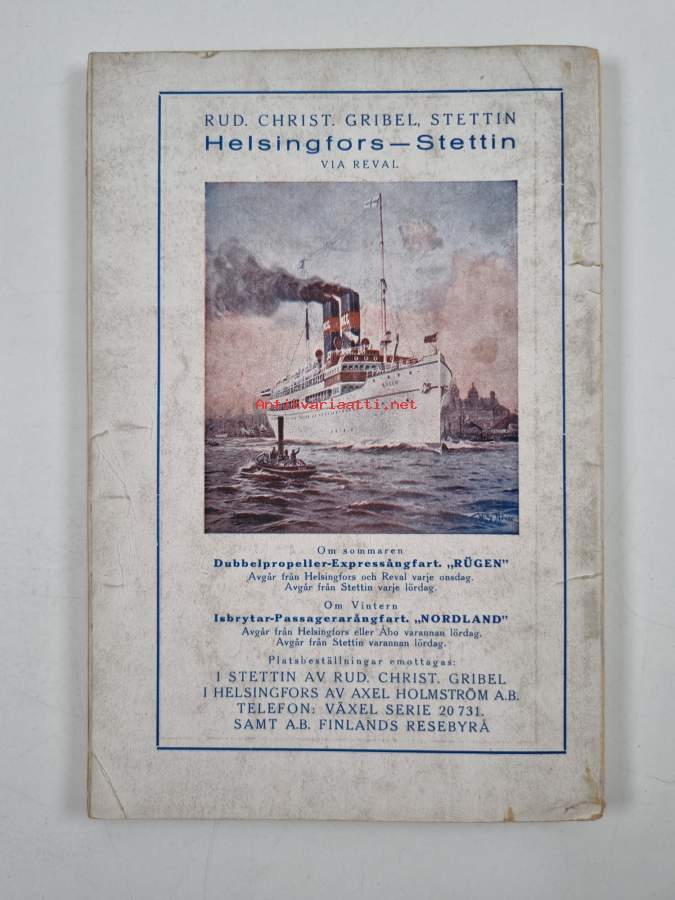 RUD. CHRIST. GRIBEL, STETTIN
Helsingfors—Stettin
VIA REVAL
RÜGEN
Antikvariaatti.net
Om sommaren
Dubbelpropeller-Expressångfart. „RÜGEN"
Avgår från Helsingfors och Reval varje onsdag.
Avgår från Stettin varje lördag.
Om Vintern
Isbrytar-Passagerarångfart. „NORDLAND"
Avgår från Helsingfors eller Åbo varannan lördag.
Avgår från Stettin varannan lördag.
Platsbeställningar emottagas:
I STETTIN AV RUD. CHRIST. GRIBEL
I HELSINGFORS AV AXEL HOLMSTRÖM A.B.
TELEFON: VÄXEL SERIE 20 731.
SAMT A.B. FINLANDS RESEBYRÅ